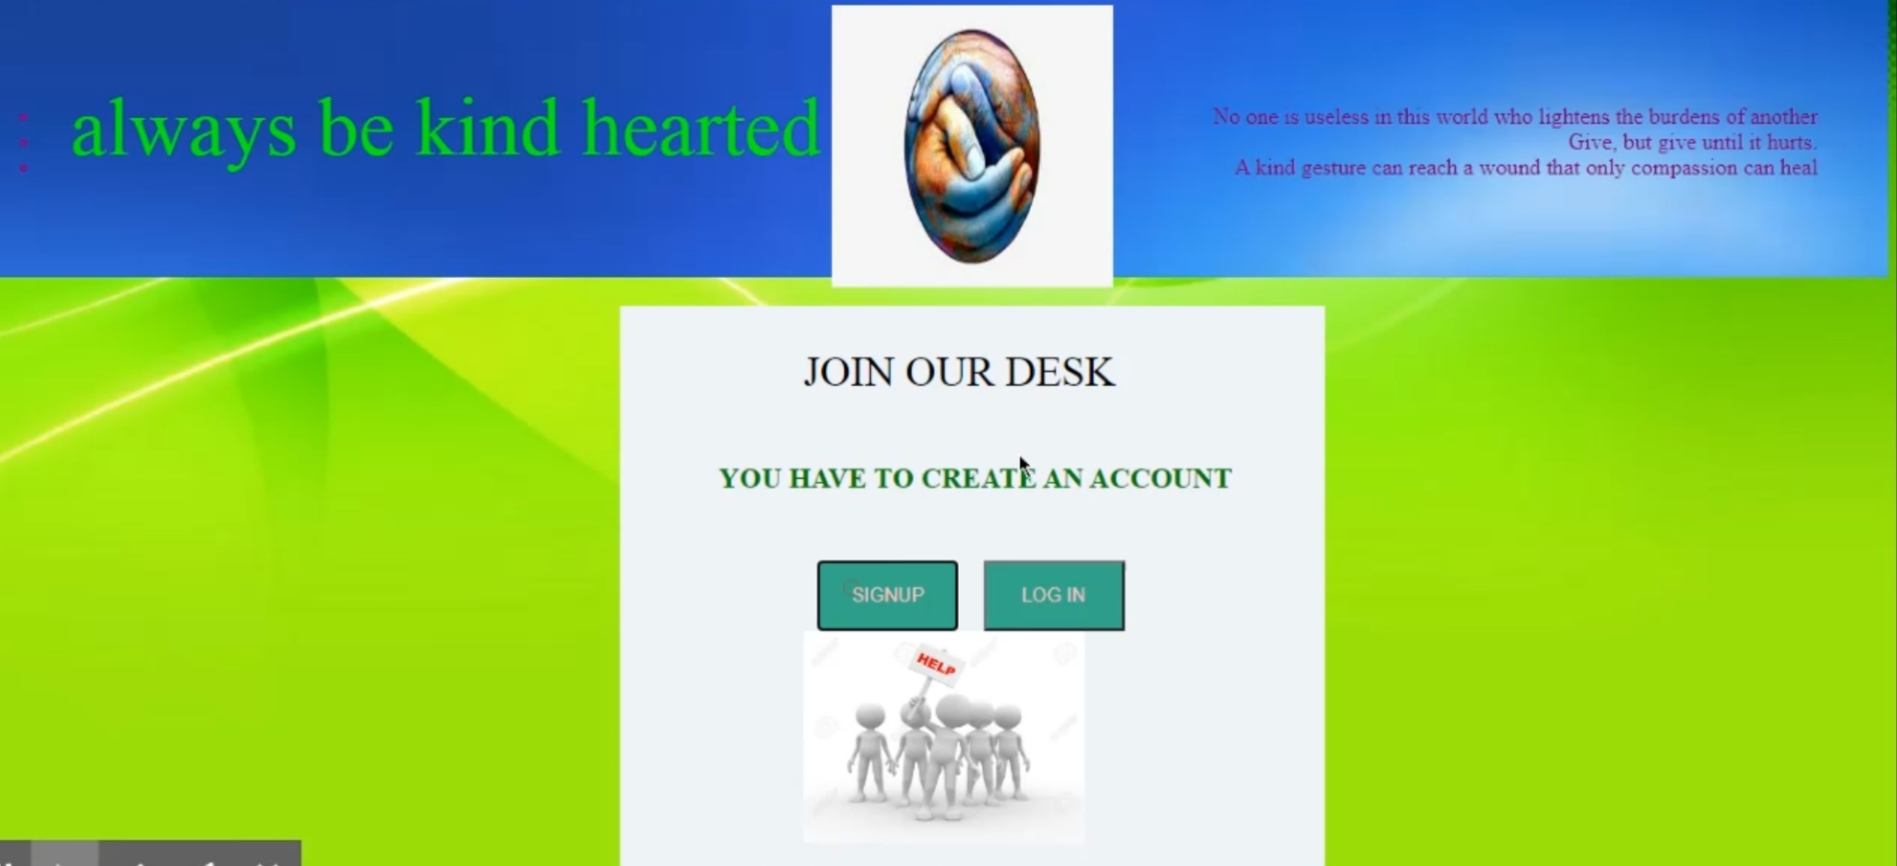 always be kind hearted
No one is useless in this world who lightens the burdens of another
Give, but give until it hurts.
A kind gesture can reach a wound that only compassion can heal
JOIN OUR DESK
YOU HAVE TO CREATE AN ACCOUNT
SIGNUP
LOG IN
HELP